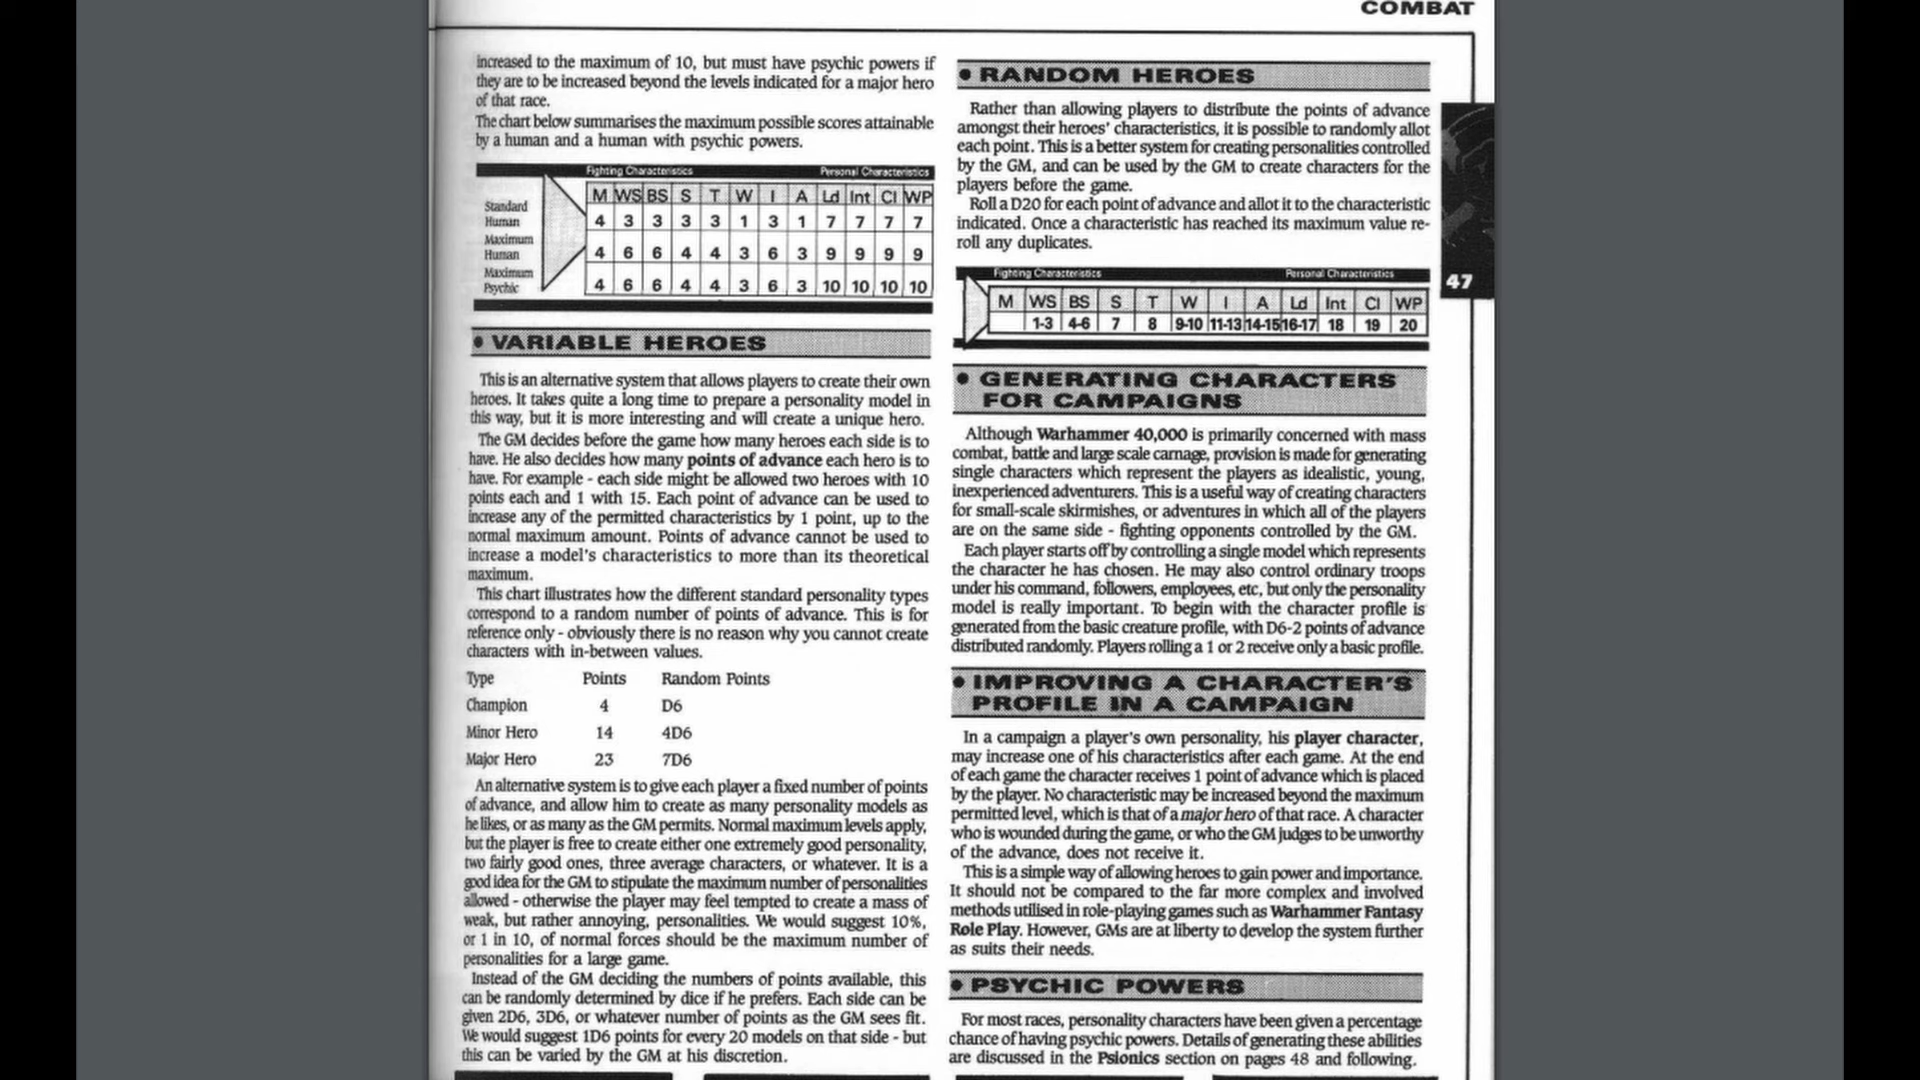 COMBAT
increased to the maximum of 10, but must have psychic powers if
they are to be increased beyond the levels indicated for a major hero
of that race.
The chart below summarises the maximum possible scores attainable
by a human and a human with psychic powers.
Fighting Characteristics Personal Characteristics
M WS BS S T W I A Ld Int Cl WP
Standard
Human 4 3 3 3 3 1 3 1 7 7 7 7
Maximum
Human 4 6 6 4 4 3 6 3 9 9 9 9
Maximum
Psychic 4 6 6 4 4 3 6 3 10 10 10 10
• VARIABLE HEROES
This is an alternative system that allows players to create their own
heroes. It takes quite a long time to prepare a personality model in
this way, but it is more interesting and will create a unique hero.
The GM decides before the game how many heroes each side is to
have. He also decides how many points of advance each hero is to
have. For example - each side might be allowed two heroes with 10
points each and 1 with 15. Each point of advance can be used to
increase any of the permitted characteristics by 1 point, up to the
normal maximum amount. Points of advance cannot be used to
increase a model's characteristics to more than its theoretical
maximum.
This chart illustrates how the different standard personality types
correspond to a random number of points of advance. This is for
reference only - obviously there is no reason why you cannot create
characters with in-between values.
Type Points Random Points
Champion 4 D6
Minor Hero 14 4D6
Major Hero 23 7D6
An alternative system is to give each player a fixed number of points
of advance, and allow him to create as many personality models as
he likes, or as many as the GM permits. Normal maximum levels apply,
but the player is free to create either one extremely good personality,
two fairly good ones, three average characters, or whatever. It is a
good idea for the GM to stipulate the maximum number of personalities
allowed - otherwise the player may feel tempted to create a mass of
weak, but rather annoying, personalities. We would suggest 10%,
or 1 in 10, of normal forces should be the maximum number of
personalities for a large game.
Instead of the GM deciding the numbers of points available, this
can be randomly determined by dice if he prefers. Each side can be
given 2D6, 3D6, or whatever number of points as the GM sees fit.
We would suggest 1D6 points for every 20 models on that side - but
this can be varied by the GM at his discretion.
• RANDOM HEROES
Rather than allowing players to distribute the points of advance
amongst their heroes' characteristics, it is possible to randomly allot
each point. This is a better system for creating personalities controlled
by the GM, and can be used by the GM to create characters for the
players before the game.
Roll a D20 for each point of advance and allot it to the characteristic
indicated. Once a characteristic has reached its maximum value re-
roll any duplicates.
Fighting Characteristics Personal Characteristics
M WS BS S T W I A Ld Int Cl WP
1-3 4-6 7 8 9-10 11-13 14-15 16-17 18 19 20
47
• GENERATING CHARACTERS
FOR CAMPAIGNS
Although Warhammer 40,000 is primarily concerned with mass
combat, battle and large scale carnage, provision is made for generating
single characters which represent the players as idealistic, young,
inexperienced adventurers. This is a useful way of creating characters
for small-scale skirmishes, or adventures in which all of the players
are on the same side - fighting opponents controlled by the GM.
Each player starts off by controlling a single model which represents
the character he has chosen. He may also control ordinary troops
under his command, followers, employees, etc, but only the personality
model is really important. To begin with the character profile is
generated from the basic creature profile, with D6-2 points of advance
distributed randomly. Players rolling a 1 or 2 receive only a basic profile.
• IMPROVING A CHARACTER'S
PROFILE IN A CAMPAIGN
In a campaign a player's own personality, his player character,
may increase one of his characteristics after each game. At the end
of each game the character receives 1 point of advance which is placed
by the player. No characteristic may be increased beyond the maximum
permitted level, which is that of a major hero of that race. A character
who is wounded during the game, or who the GM judges to be unworthy
of the advance, does not receive it.
This is a simple way of allowing heroes to gain power and importance.
It should not be compared to the far more complex and involved
methods utilised in role-playing games such as Warhammer Fantasy
Role Play. However, GMs are at liberty to develop the system further
as suits their needs.
• PSYCHIC POWERS
For most races, personality characters have been given a percentage
chance of having psychic powers. Details of generating these abilities
are discussed in the Psionics section on pages 48 and following.